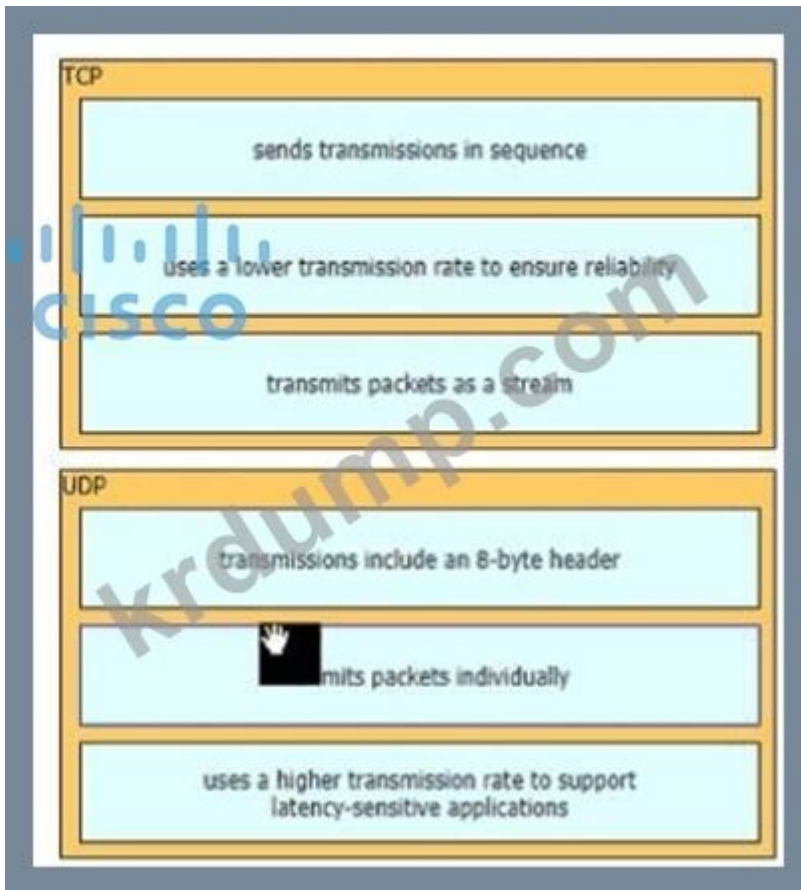 TCP
sends transmissions in sequence
uses a lower transmission rate to ensure reliability
CISCO
transmits packets as a stream
krdump.com
UDP
transmissions include an 8-byte header
mits packets individually
uses a higher transmission rate to support
latency-sensitive applications